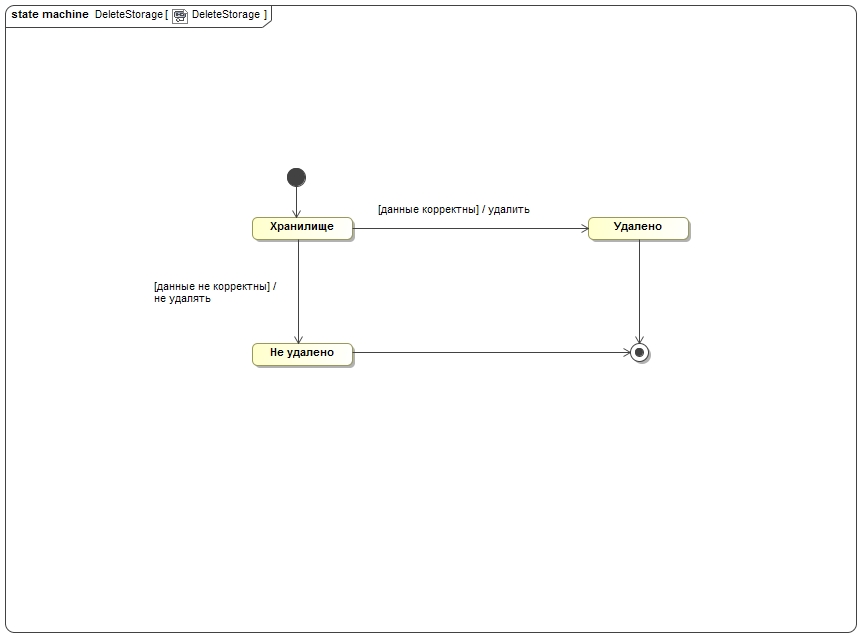 state machine DeleteStorage [ DeleteStorage ]
[данные корректны] / удалить
Хранилище
Удалено
[данные не корректны] /
не удалять
Не удалено